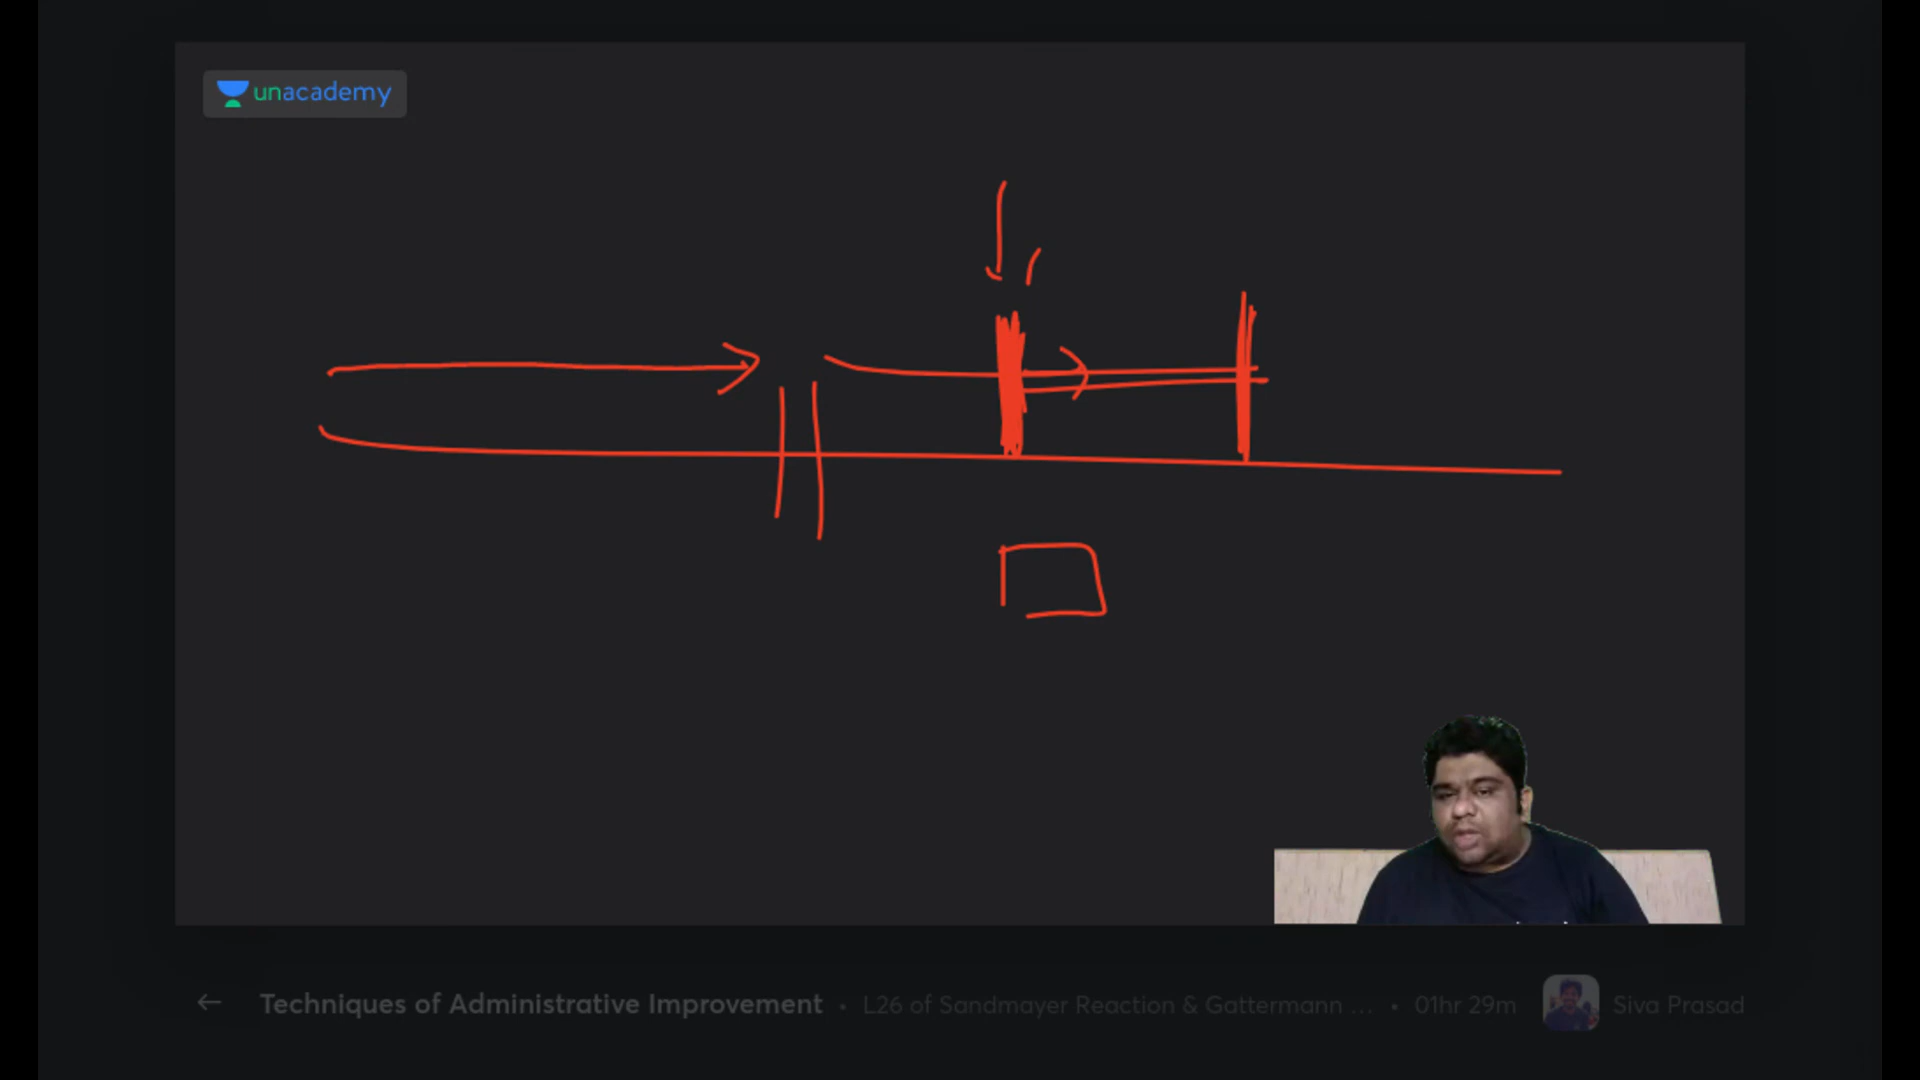 unacademy
Techniques of Administrative Improvement • L26 of Sandmayer Reaction & Gattermann ... • 01hr 29m Siva Prasad